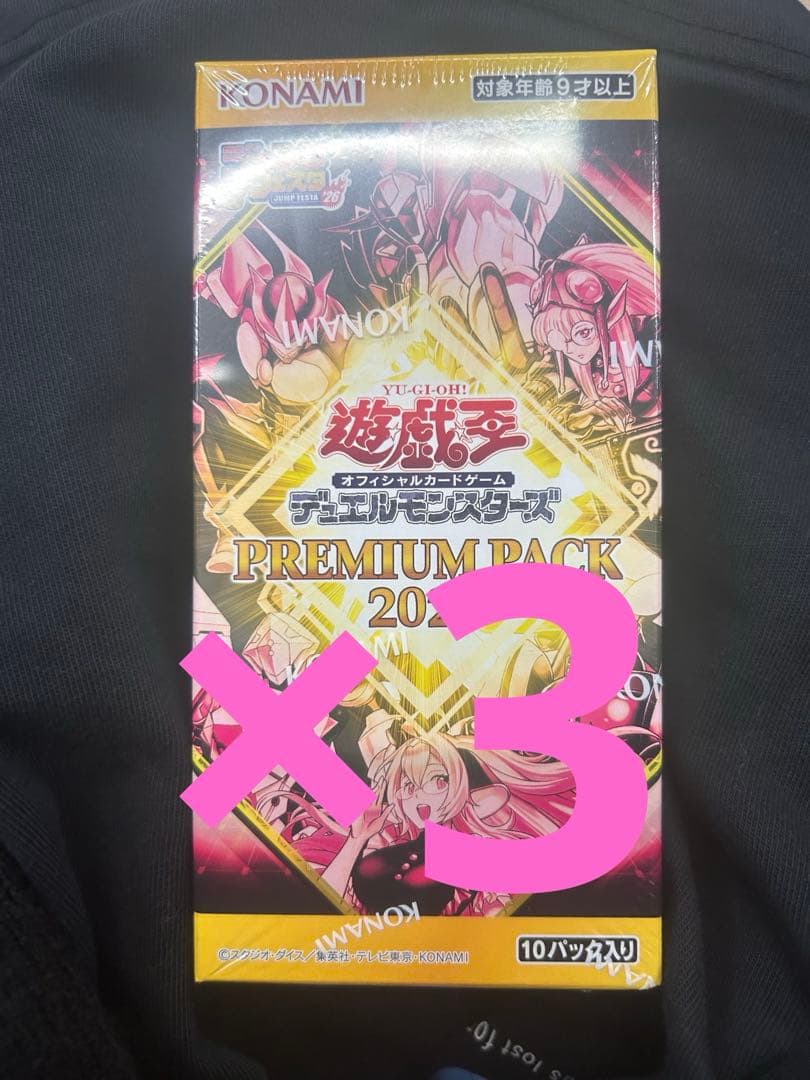 KONAMI
対象年齢9才以上
JUMP FESTA '26
KONAMI
YU-GI-OH!
遊戯王
オフィシャルカードゲーム
デュエルモンスターズ
PREMIUM PACK
202
×3
KONAMI
©スタジオ・ダイス／集英社・テレビ東京・KONAMI
10パック入り